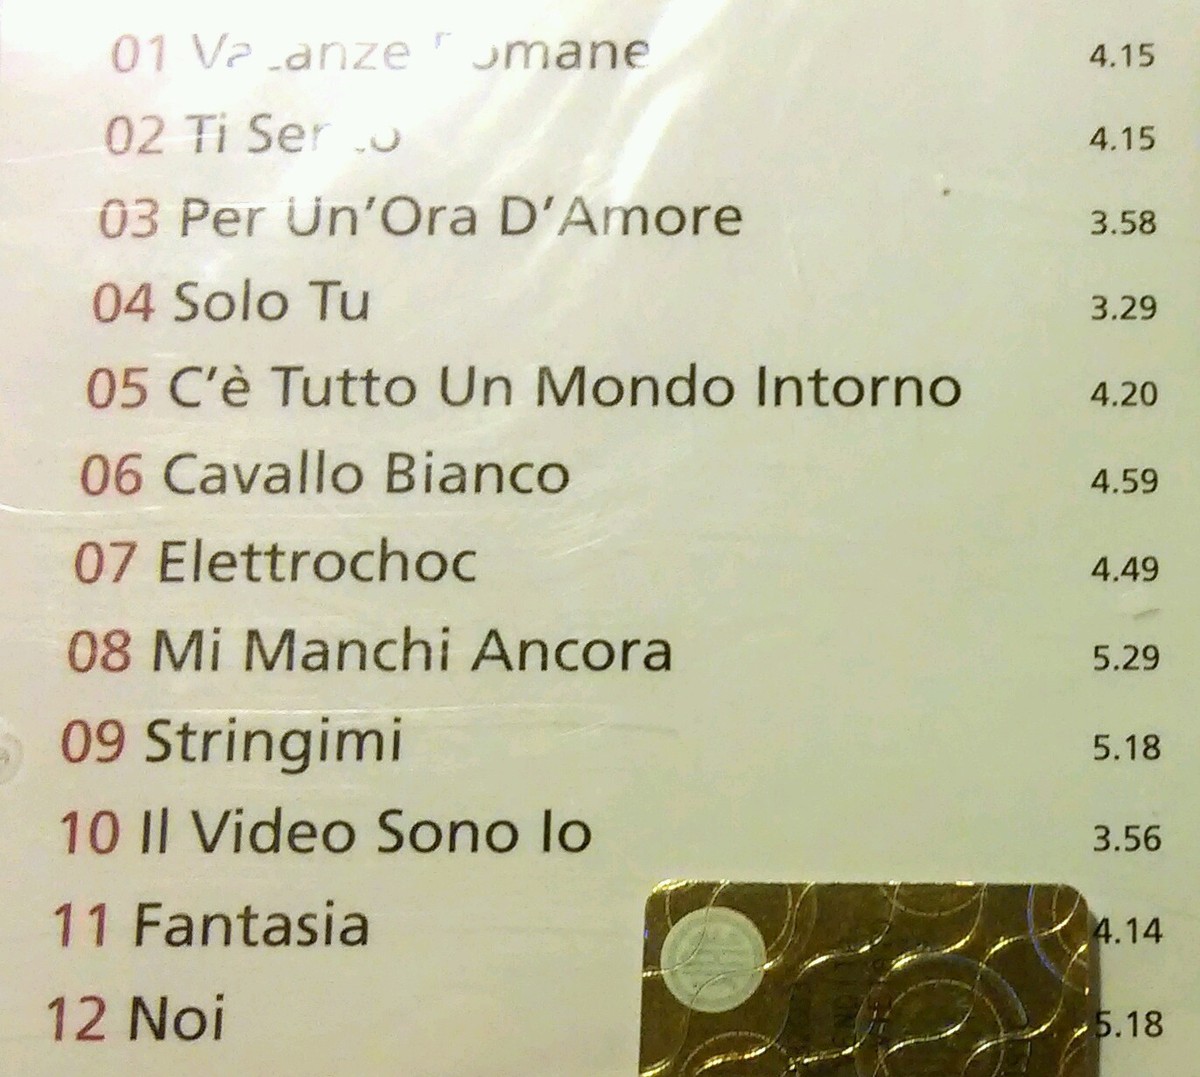 01 Vacanze Romane 4.15
02 Ti Sento 4.15
03 Per Un'Ora D'Amore 3.58
04 Solo Tu 3.29
05 C'è Tutto Un Mondo Intorno 4.20
06 Cavallo Bianco 4.59
07 Elettrochoc 4.49
08 Mi Manchi Ancora 5.29
09 Stringimi 5.18
10 Il Video Sono Io 3.56
11 Fantasia 4.14
12 Noi 5.18